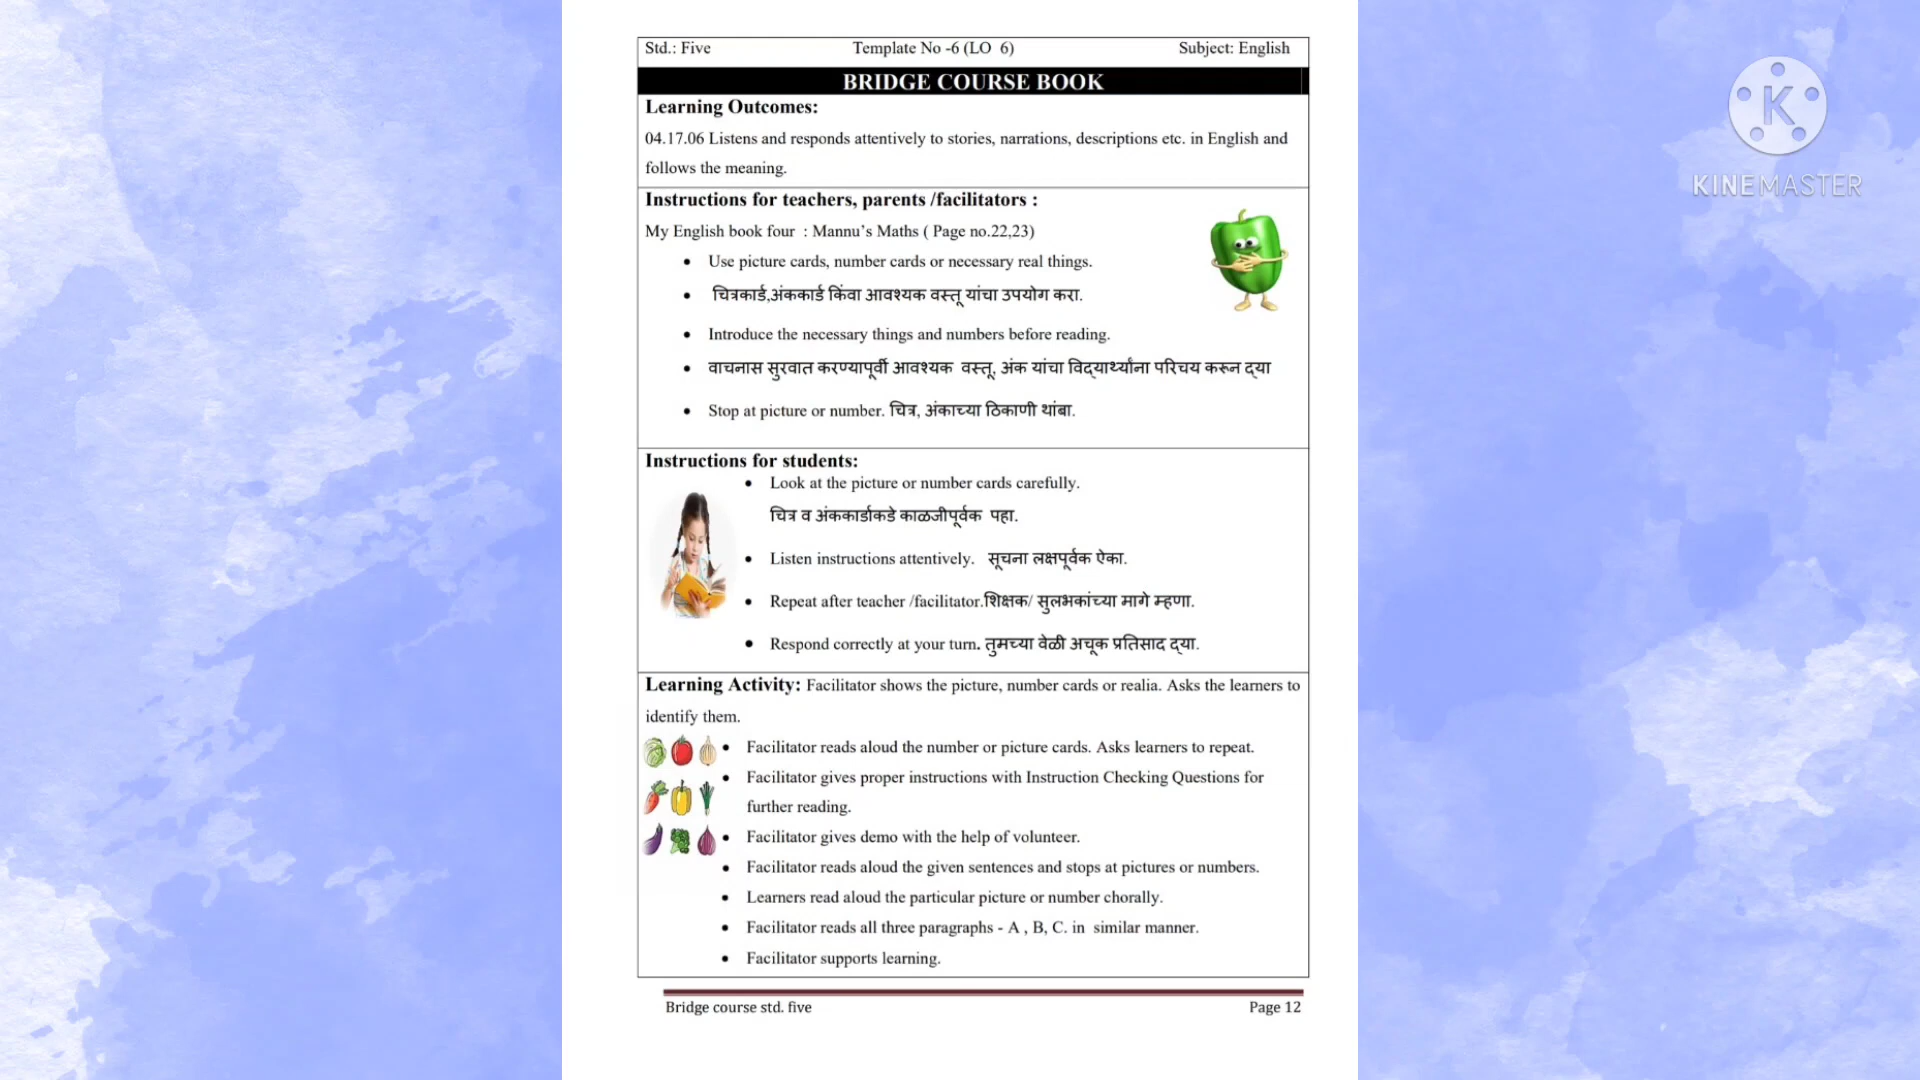 Std.: Five Template No -6 (LO 6) Subject: English
BRIDGE COURSE BOOK
Learning Outcomes:
04.17.06 Listens and responds attentively to stories, narrations, descriptions etc. in English and
follows the meaning.
Instructions for teachers, parents /facilitators :
My English book four : Mannu’s Maths ( Page no.22,23)
• Use picture cards, number cards or necessary real things.
• चित्रकार्ड,अंककार्ड किंवा आवश्यक वस्तू यांचा उपयोग करा.
• Introduce the necessary things and numbers before reading.
• वाचनास सुरवात करण्यापूर्वी आवश्यक वस्तू, अंक यांचा विद्यार्थ्यांना परिचय करून द्या
• Stop at picture or number. चित्र, अंकाच्या ठिकाणी थांबा.
Instructions for students:
• Look at the picture or number cards carefully.
चित्र व अंककार्डाकडे काळजीपूर्वक पहा.
• Listen instructions attentively. सूचना लक्षपूर्वक ऐका.
• Repeat after teacher /facilitator.शिक्षक/ सुलभकांच्या मागे म्हणा.
• Respond correctly at your turn. तुमच्या वेळी अचूक प्रतिसाद द्या.
Learning Activity: Facilitator shows the picture, number cards or realia. Asks the learners to
identify them.
• Facilitator reads aloud the number or picture cards. Asks learners to repeat.
• Facilitator gives proper instructions with Instruction Checking Questions for
further reading.
• Facilitator gives demo with the help of volunteer.
• Facilitator reads aloud the given sentences and stops at pictures or numbers.
• Learners read aloud the particular picture or number chorally.
• Facilitator reads all three paragraphs - A , B, C. in similar manner.
• Facilitator supports learning.
Bridge course std. five Page 12
K
KINEMASTER